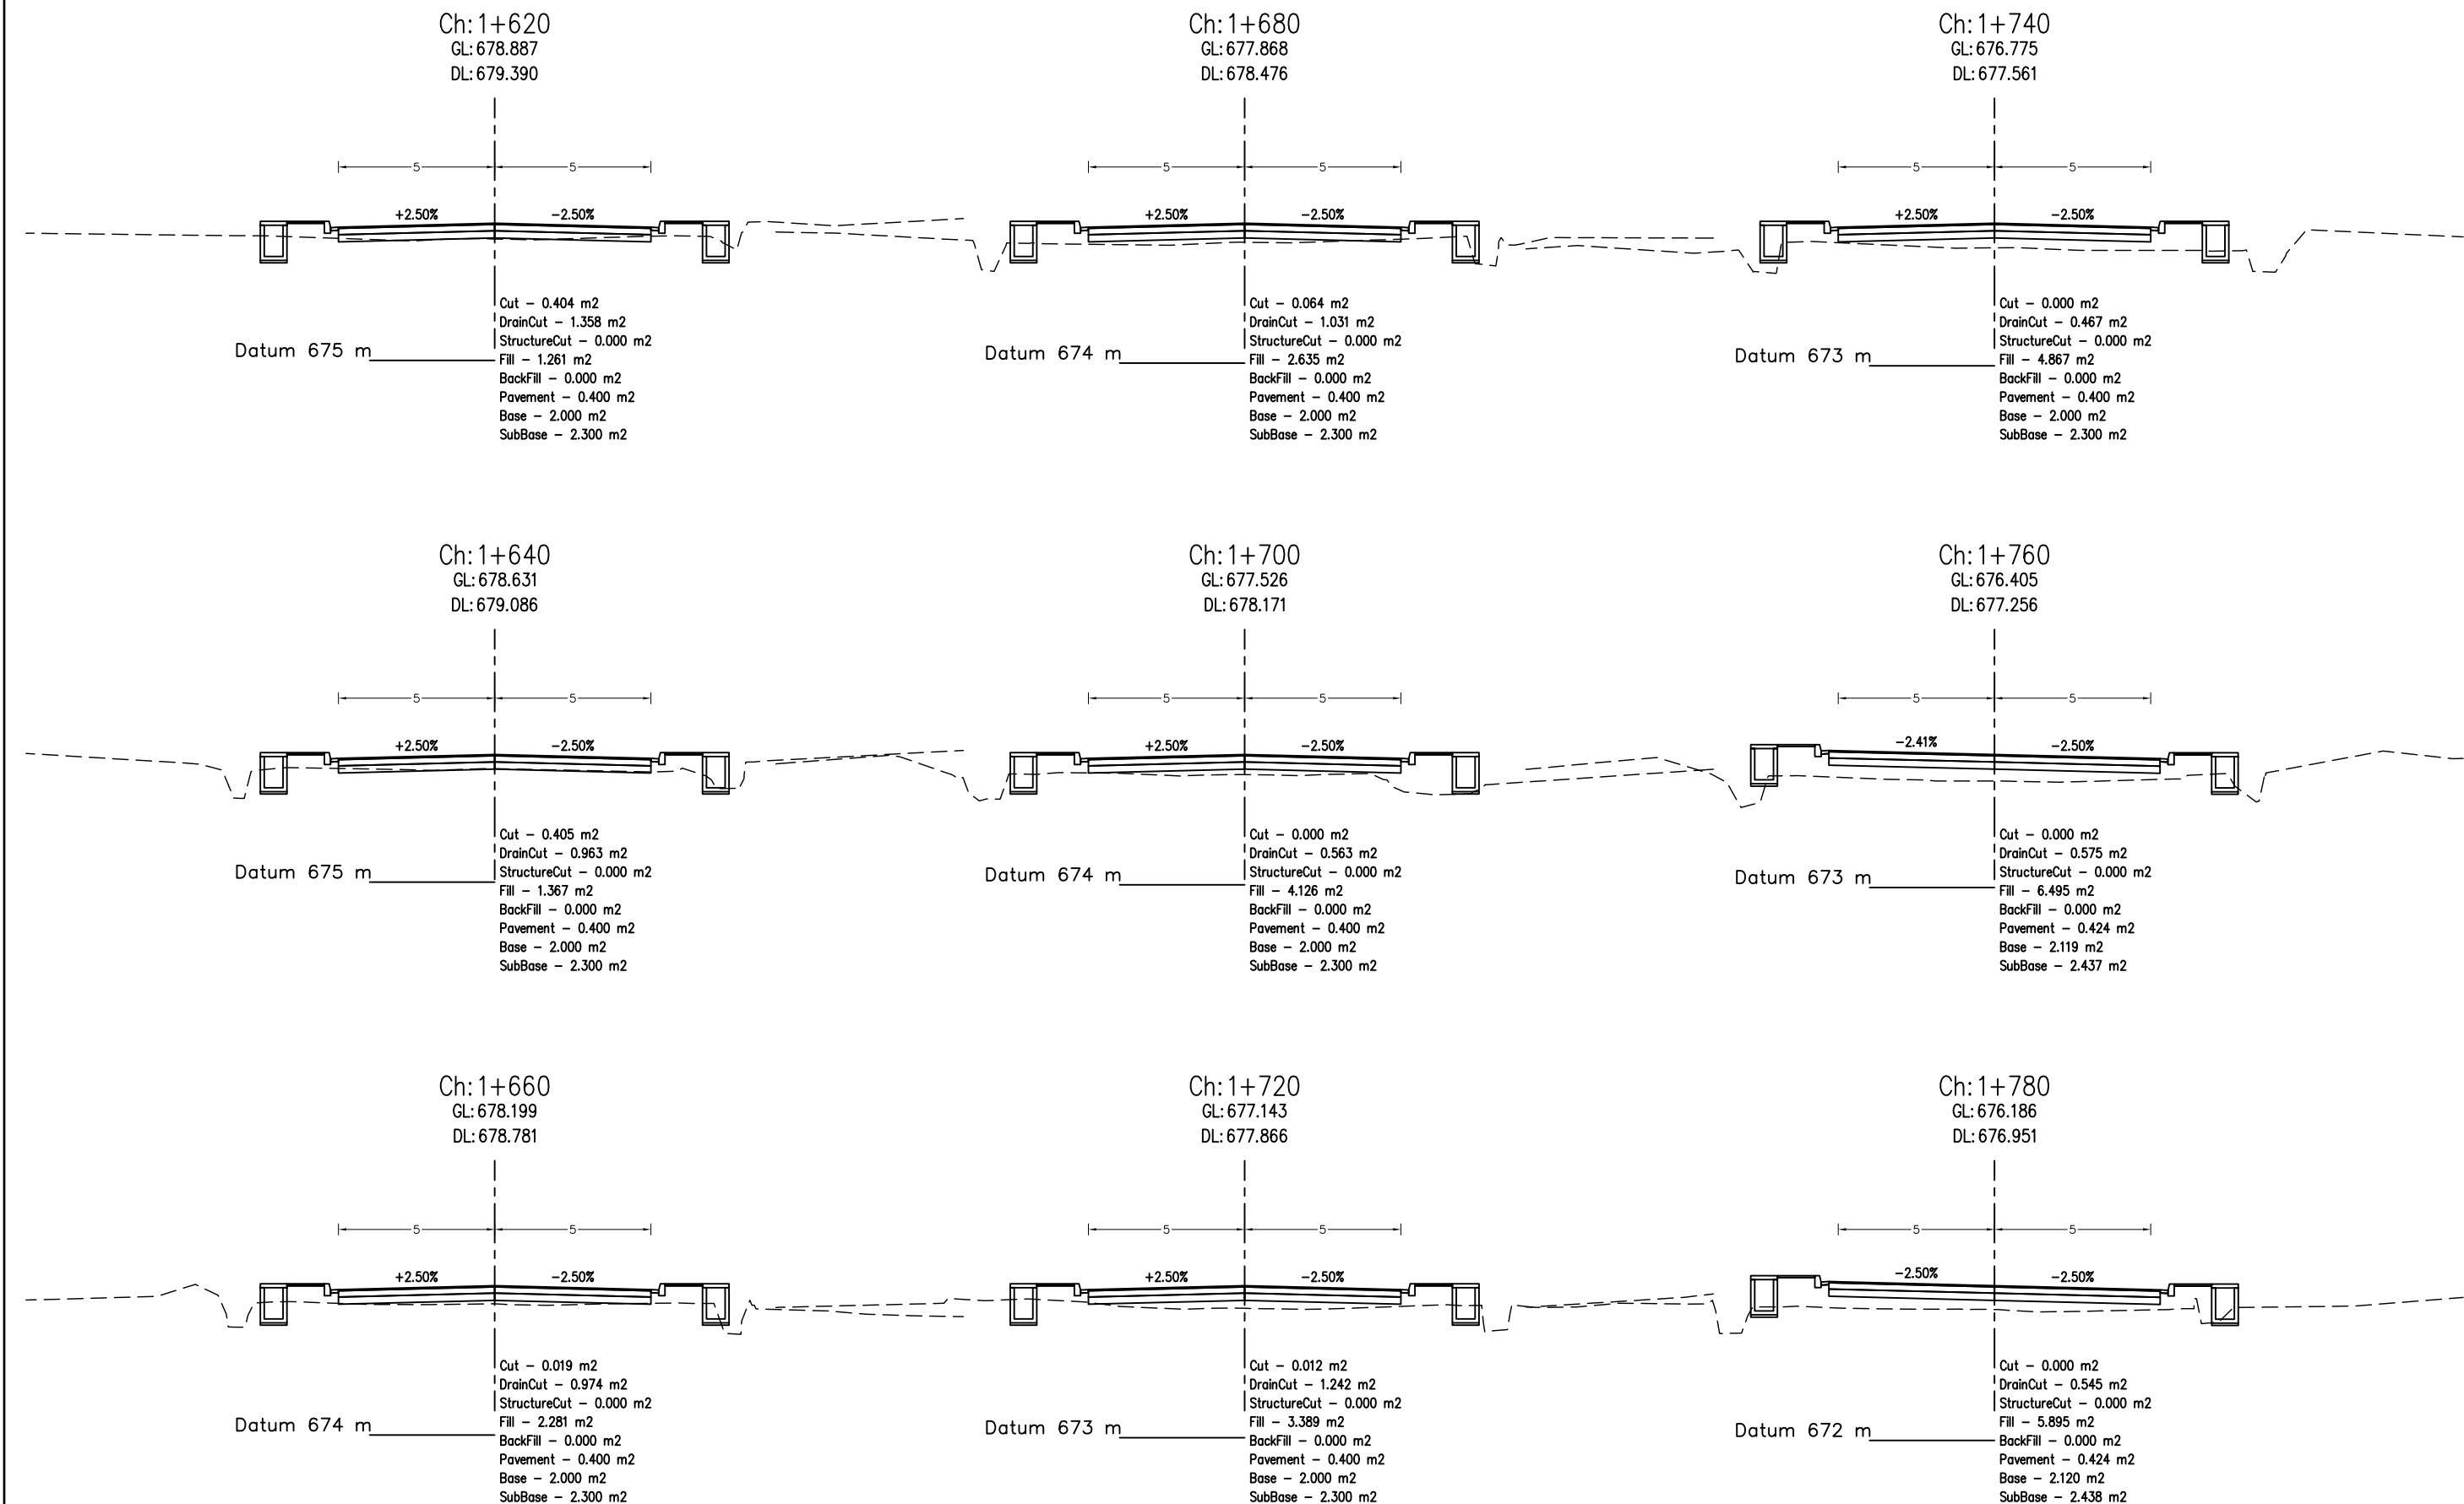 Ch:1+620
GL:678.887
DL:679.390
5 5
+2.50% -2.50%
Cut - 0.404 m2
DrainCut - 1.358 m2
StructureCut - 0.000 m2
Datum 675 m
Fill - 1.261 m2
BackFill - 0.000 m2
Pavement - 0.400 m2
Base - 2.000 m2
SubBase - 2.300 m2
Ch:1+680
GL:677.868
DL:678.476
5 5
+2.50% -2.50%
Cut - 0.064 m2
DrainCut - 1.031 m2
StructureCut - 0.000 m2
Datum 674 m
Fill - 2.635 m2
BackFill - 0.000 m2
Pavement - 0.400 m2
Base - 2.000 m2
SubBase - 2.300 m2
Ch:1+740
GL:676.775
DL:677.561
5 5
+2.50% -2.50%
Cut - 0.000 m2
DrainCut - 0.467 m2
StructureCut - 0.000 m2
Datum 673 m
Fill - 4.867 m2
BackFill - 0.000 m2
Pavement - 0.400 m2
Base - 2.000 m2
SubBase - 2.300 m2
Ch:1+640
GL:678.631
DL:679.086
5 5
+2.50% -2.50%
Cut - 0.405 m2
DrainCut - 0.963 m2
StructureCut - 0.000 m2
Datum 675 m
Fill - 1.367 m2
BackFill - 0.000 m2
Pavement - 0.400 m2
Base - 2.000 m2
SubBase - 2.300 m2
Ch:1+700
GL:677.526
DL:678.171
5 5
+2.50% -2.50%
Cut - 0.000 m2
DrainCut - 0.563 m2
StructureCut - 0.000 m2
Datum 674 m
Fill - 4.126 m2
BackFill - 0.000 m2
Pavement - 0.400 m2
Base - 2.000 m2
SubBase - 2.300 m2
Ch:1+760
GL:676.405
DL:677.256
5 5
-2.41% -2.50%
Cut - 0.000 m2
DrainCut - 0.575 m2
StructureCut - 0.000 m2
Datum 673 m
Fill - 6.495 m2
BackFill - 0.000 m2
Pavement - 0.424 m2
Base - 2.119 m2
SubBase - 2.437 m2
Ch:1+660
GL:678.199
DL:678.781
5 5
+2.50% -2.50%
Cut - 0.019 m2
DrainCut - 0.974 m2
StructureCut - 0.000 m2
Datum 674 m
Fill - 2.281 m2
BackFill - 0.000 m2
Pavement - 0.400 m2
Base - 2.000 m2
SubBase - 2.300 m2
Ch:1+720
GL:677.143
DL:677.866
5 5
+2.50% -2.50%
Cut - 0.012 m2
DrainCut - 1.242 m2
StructureCut - 0.000 m2
Datum 673 m
Fill - 3.389 m2
BackFill - 0.000 m2
Pavement - 0.400 m2
Base - 2.000 m2
SubBase - 2.300 m2
Ch:1+780
GL:676.186
DL:676.951
5 5
-2.50% -2.50%
Cut - 0.000 m2
DrainCut - 0.545 m2
StructureCut - 0.000 m2
Datum 672 m
Fill - 5.895 m2
BackFill - 0.000 m2
Pavement - 0.424 m2
Base - 2.120 m2
SubBase - 2.438 m2